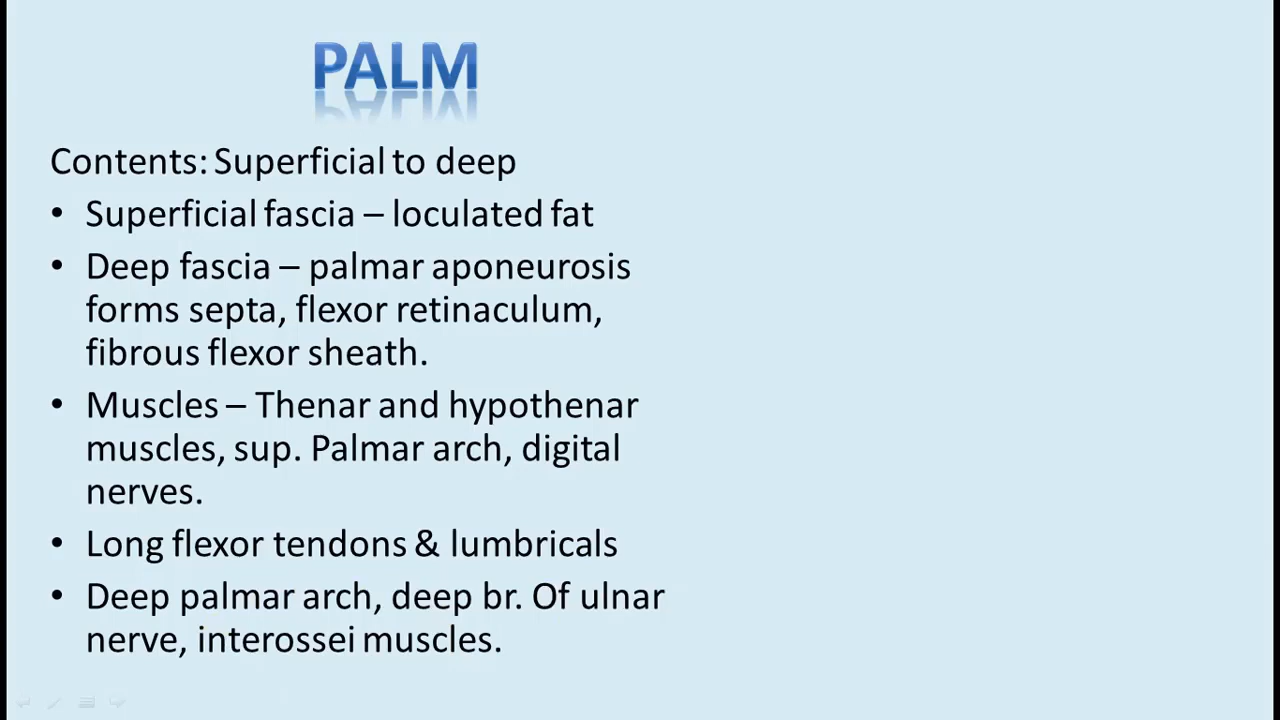 PALM
Contents: Superficial to deep
• Superficial fascia – loculated fat
• Deep fascia – palmar aponeurosis
forms septa, flexor retinaculum,
fibrous flexor sheath.
• Muscles – Thenar and hypothenar
muscles, sup. Palmar arch, digital
nerves.
• Long flexor tendons & lumbricals
• Deep palmar arch, deep br. Of ulnar
nerve, interossei muscles.